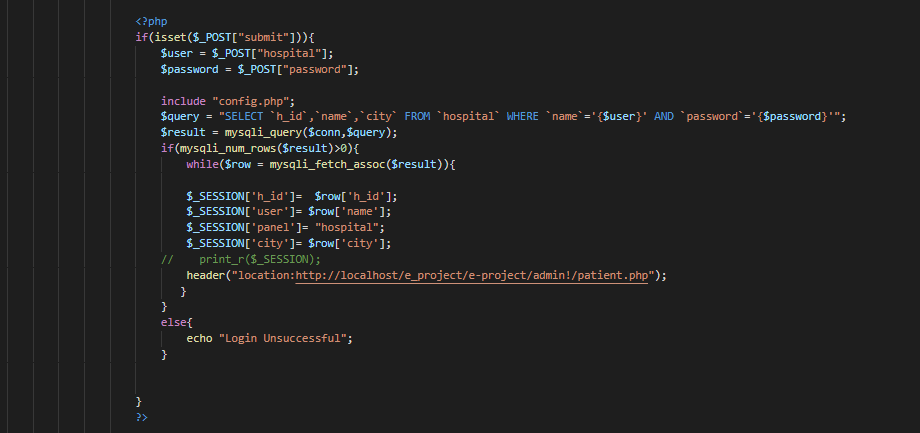 <?php
if(isset($_POST["submit"])){
$user = $_POST["hospital"];
$password = $_POST["password"];
include "config.php";
$query = "SELECT `h_id`,`name`,`city` FROM `hospital` WHERE `name`='{$user}' AND `password`='{$password}'";
$result = mysqli_query($conn,$query);
if(mysqli_num_rows($result)>0){
while($row = mysqli_fetch_assoc($result)){
$_SESSION['h_id']=  $row['h_id'];
$_SESSION['user']= $row['name'];
$_SESSION['panel']= "hospital";
$_SESSION['city']= $row['city'];
//    print_r($_SESSION);
header("location:http://localhost/e_project/e-project/admin!/patient.php");
}
}
else{
echo "Login Unsuccessful";
}
}
?>